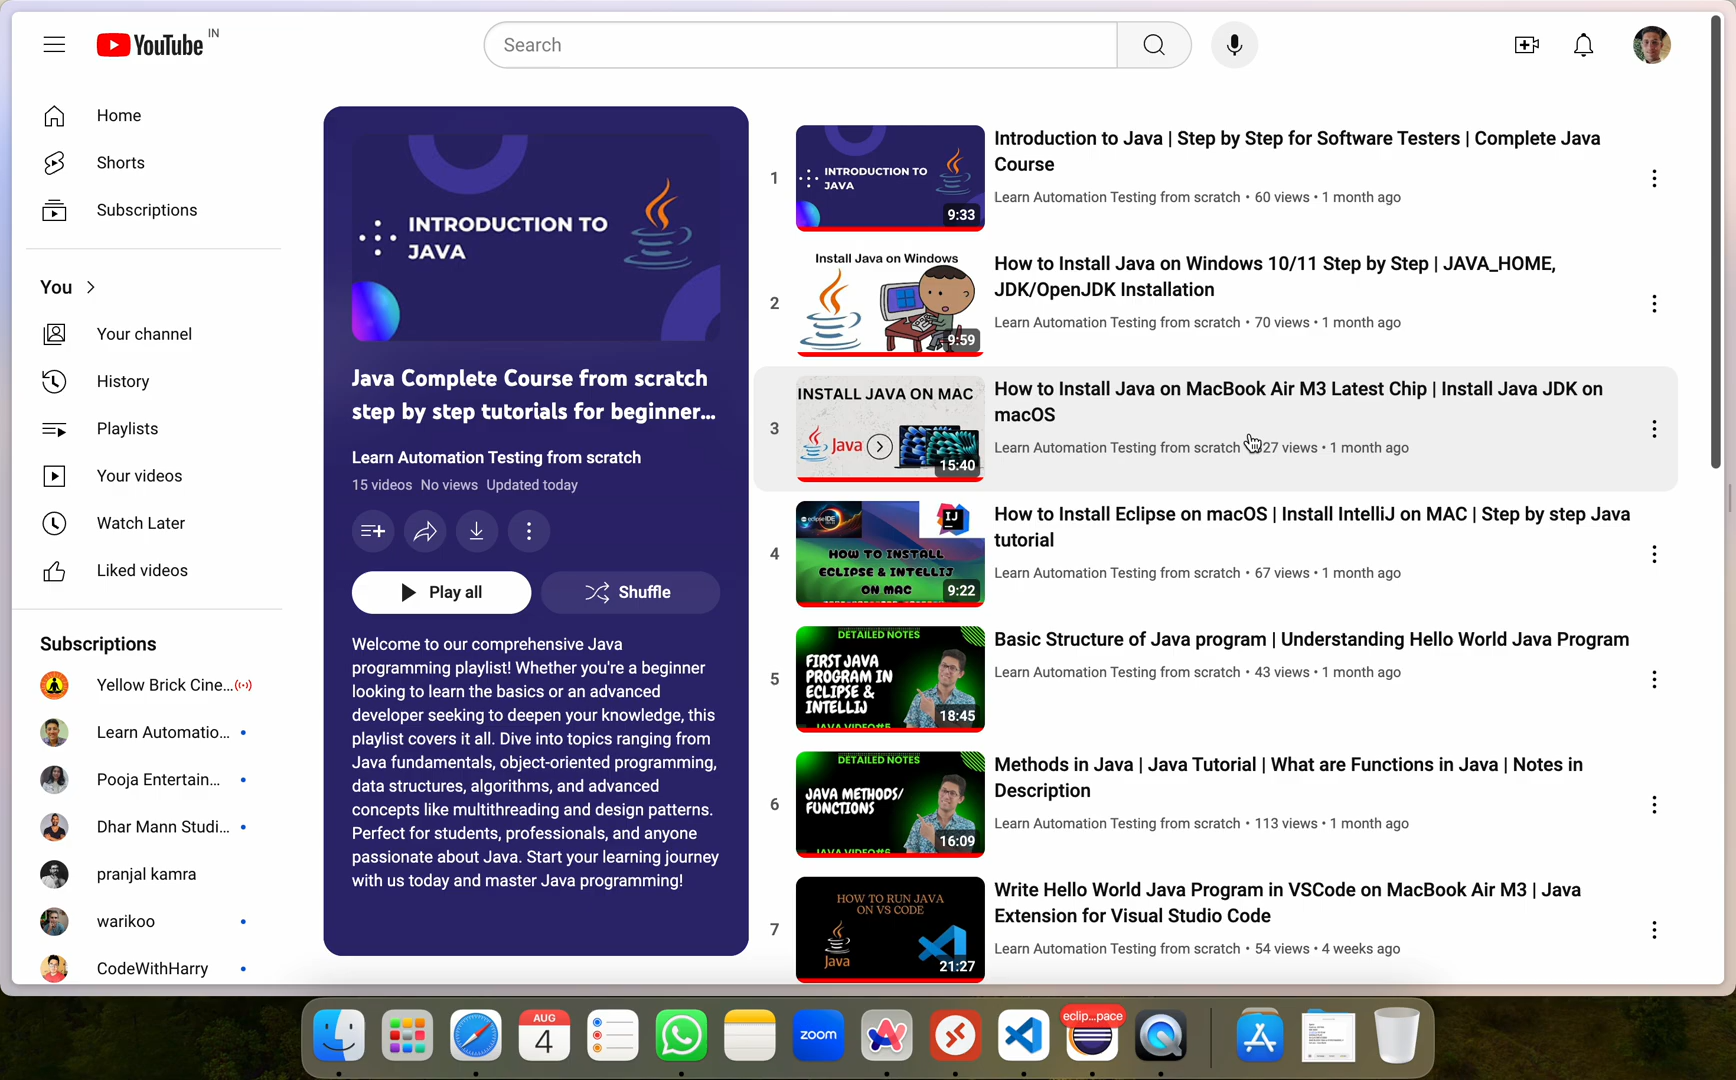 YouTube IN
Search
Home
Shorts
Subscriptions
You
Your channel
History
Playlists
Your videos
Watch Later
Liked videos
Subscriptions
Yellow Brick Cine...
Learn Automatio...
Pooja Entertain...
Dhar Mann Studi...
pranjal kamra
warikoo
CodeWithHarry
INTRODUCTION TO
JAVA
Java Complete Course from scratch
step by step tutorials for beginner...
Learn Automation Testing from scratch
15 videos No views Updated today
Play all
Shuffle
Welcome to our comprehensive Java
programming playlist! Whether you're a beginner
looking to learn the basics or an advanced
developer seeking to deepen your knowledge, this
playlist covers it all. Dive into topics ranging from
Java fundamentals, object-oriented programming,
data structures, algorithms, and advanced
concepts like multithreading and design patterns.
Perfect for students, professionals, and anyone
passionate about Java. Start your learning journey
with us today and master Java programming!
1
INTRODUCTION TO
JAVA
9:33
Introduction to Java | Step by Step for Software Testers | Complete Java
Course
Learn Automation Testing from scratch • 60 views • 1 month ago
2
Install Java on Windows
9:59
How to Install Java on Windows 10/11 Step by Step | JAVA_HOME,
JDK/OpenJDK Installation
Learn Automation Testing from scratch • 70 views • 1 month ago
3
INSTALL JAVA ON MAC
Java
15:40
How to Install Java on MacBook Air M3 Latest Chip | Install Java JDK on
macOS
Learn Automation Testing from scratch views • 1 month ago
4
eclipse IDE
IJ
HOW TO INSTALL
ECLIPSE & INTELLIJ
ON MAC
9:22
How to Install Eclipse on macOS | Install IntelliJ on MAC | Step by step Java
tutorial
Learn Automation Testing from scratch • 67 views • 1 month ago
5
DETAILED NOTES
FIRST JAVA
PROGRAM IN
ECLIPSE &
INTELLIJ
JAVA VIDEO#5
18:45
Basic Structure of Java program | Understanding Hello World Java Program
Learn Automation Testing from scratch • 43 views • 1 month ago
6
DETAILED NOTES
JAVA METHODS/
FUNCTIONS
JAVA VIDEO#6
16:09
Methods in Java | Java Tutorial | What are Functions in Java | Notes in
Description
Learn Automation Testing from scratch • 113 views • 1 month ago
7
HOW TO RUN JAVA
ON VS CODE
Java
21:27
Write Hello World Java Program in VSCode on MacBook Air M3 | Java
Extension for Visual Studio Code
Learn Automation Testing from scratch • 54 views • 4 weeks ago
AUG
4
zoom
eclip...pace